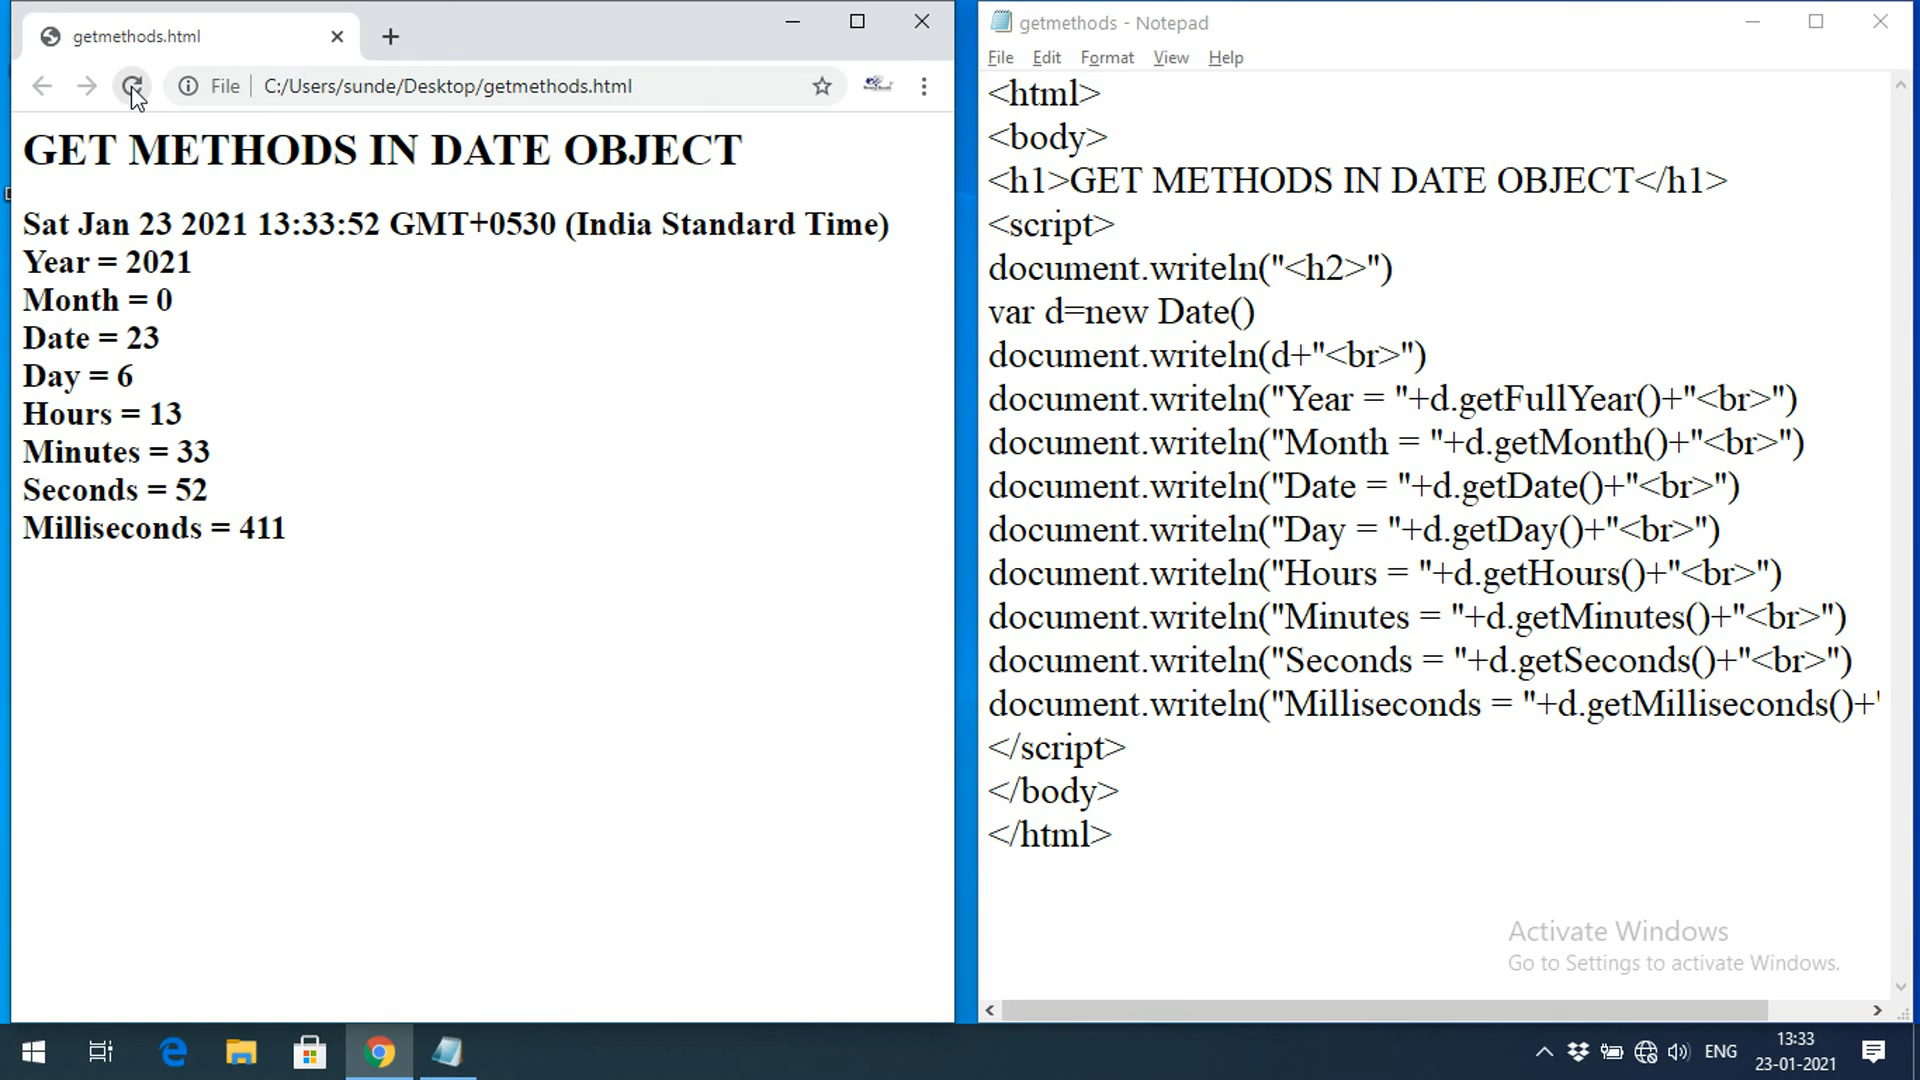 getmethods.html
File
C:/Users/sunde/Desktop/getmethods.html
GET METHODS IN DATE OBJECT
Sat Jan 23 2021 13:33:52 GMT+0530 (India Standard Time)
Year = 2021
Month = 0
Date = 23
Day = 6
Hours = 13
Minutes = 33
Seconds = 52
Milliseconds = 411
getmethods - Notepad
File Edit Format View Help
<html>
<body>
<h1>GET METHODS IN DATE OBJECT</h1>
<script>
document.writeln("<h2>")
var d=new Date()
document.writeln(d+"<br>")
document.writeln("Year = "+d.getFullYear()+"<br>")
document.writeln("Month = "+d.getMonth()+"<br>")
document.writeln("Date = "+d.getDate()+"<br>")
document.writeln("Day = "+d.getDay()+"<br>")
document.writeln("Hours = "+d.getHours()+"<br>")
document.writeln("Minutes = "+d.getMinutes()+"<br>")
document.writeln("Seconds = "+d.getSeconds()+"<br>")
document.writeln("Milliseconds = "+d.getMilliseconds()+"
</script>
</body>
</html>
Activate Windows
Go to Settings to activate Windows.
ENG
13:33
23-01-2021